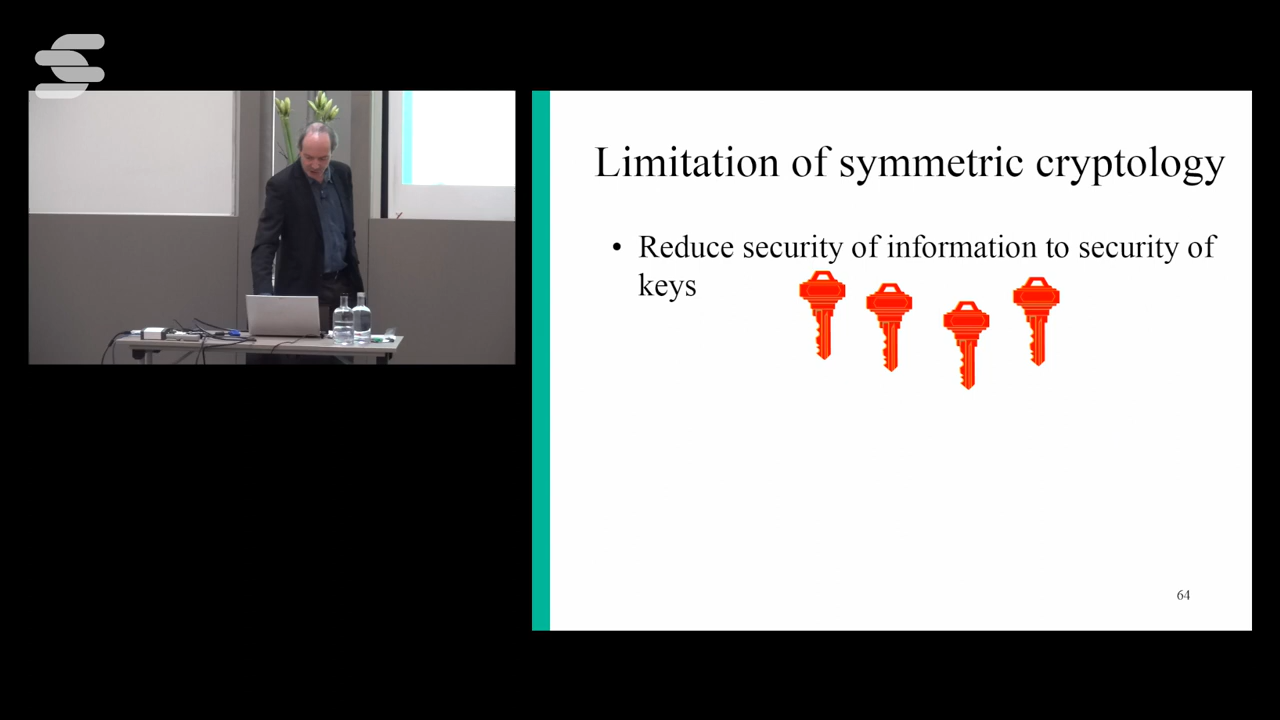 Limitation of symmetric cryptology
• Reduce security of information to security of
keys
64